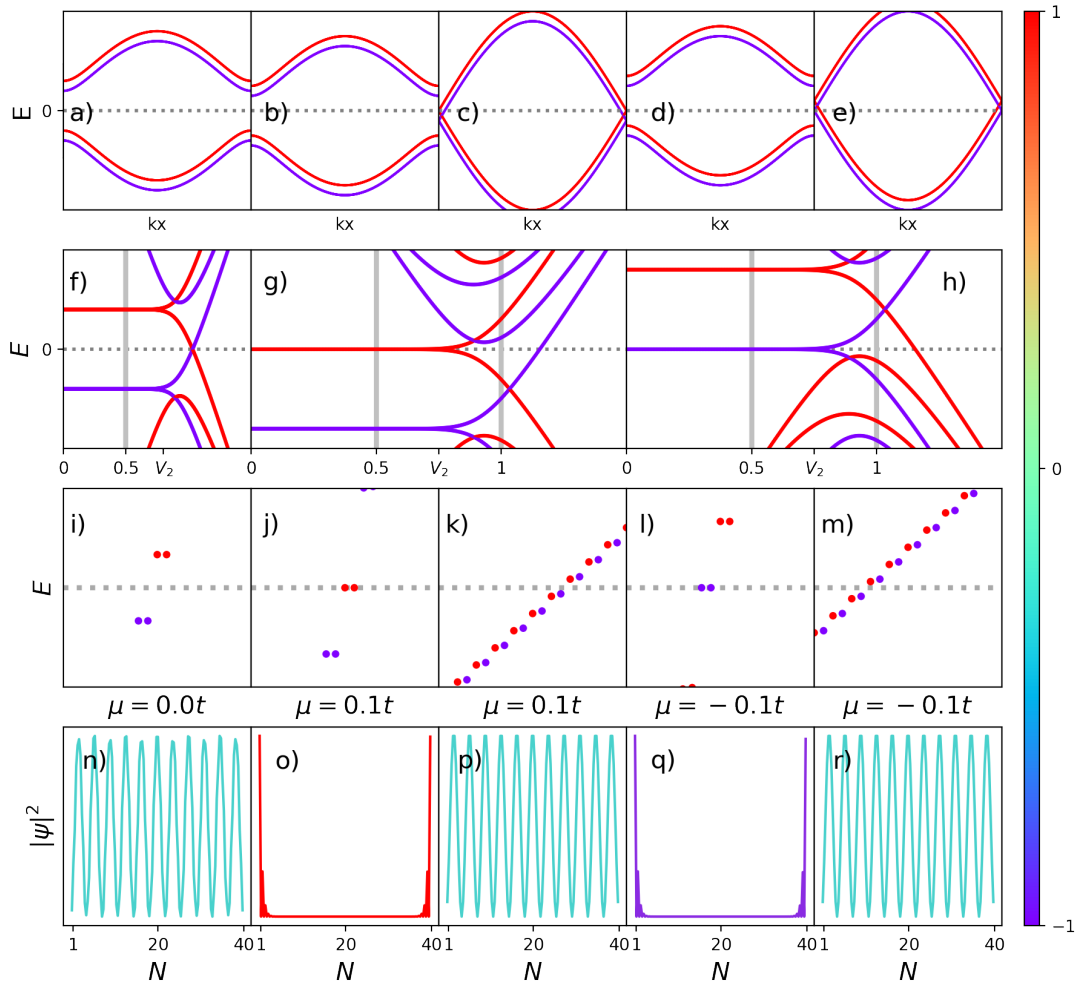 1
E 0 a) b) c) d) e)
kx kx kx kx kx
f) g) h)
E 0
0 0.5 V₂ 0 0.5 V₂ 1 0 0.5 V₂ 1
0
i) j) k) l) m)
E
μ = 0.0t μ = 0.1t μ = 0.1t μ = − 0.1t μ = − 0.1t
n) o) p) q) r)
|ψ|²
−1
1 20 40 1 20 40 1 20 40 1 20 40 1 20 40
N N N N N